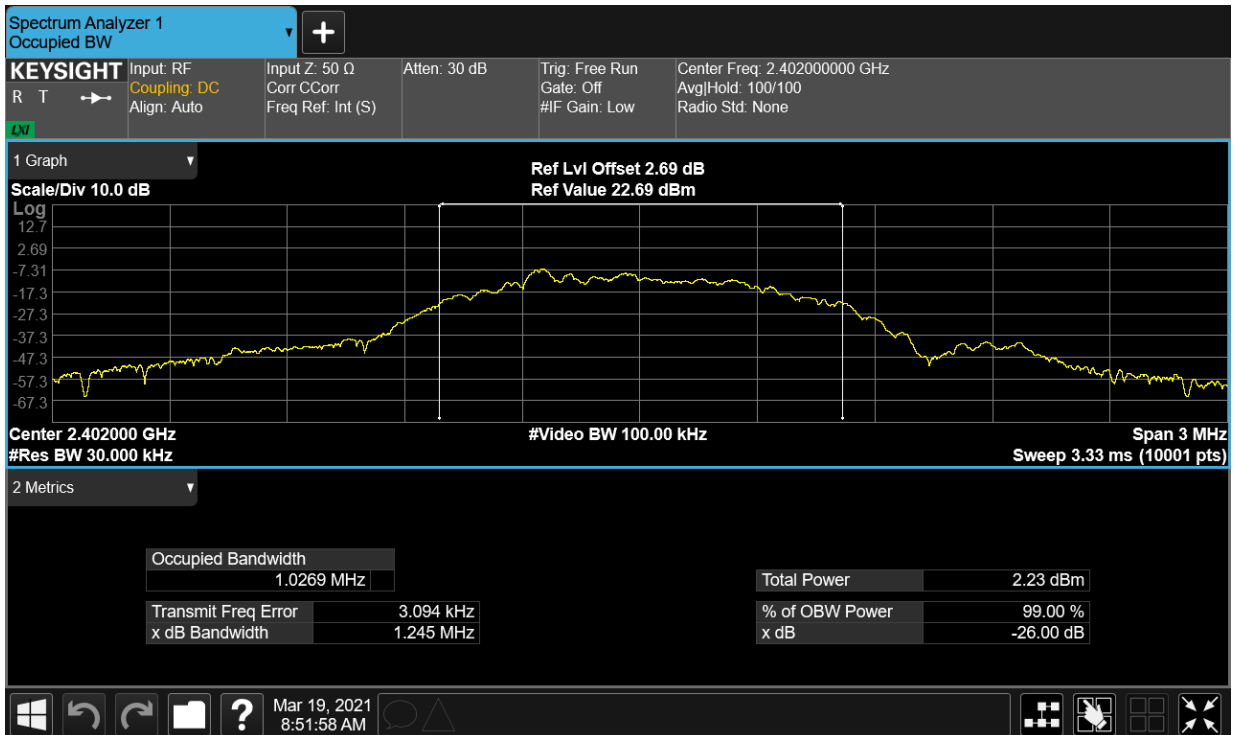 Spectrum Analyzer 1
Occupied BW
+
KEYSIGHT
R T
LXI
Input: RF
Coupling: DC
Align: Auto
Input Z: 50 Ω
Corr CCorr
Freq Ref: Int (S)
Atten: 30 dB
Trig: Free Run
Gate: Off
#IF Gain: Low
Center Freq: 2.402000000 GHz
Avg|Hold: 100/100
Radio Std: None
1 Graph
Scale/Div 10.0 dB
Ref Lvl Offset 2.69 dB
Ref Value 22.69 dBm
Log
12.7
2.69
-7.31
-17.3
-27.3
-37.3
-47.3
-57.3
-67.3
Center 2.402000 GHz
#Video BW 100.00 kHz
Span 3 MHz
#Res BW 30.000 kHz
Sweep 3.33 ms (10001 pts)
2 Metrics
Occupied Bandwidth
1.0269 MHz
Transmit Freq Error 3.094 kHz
x dB Bandwidth 1.245 MHz
Total Power 2.23 dBm
% of OBW Power 99.00 %
x dB -26.00 dB
?
Mar 19, 2021
8:51:58 AM